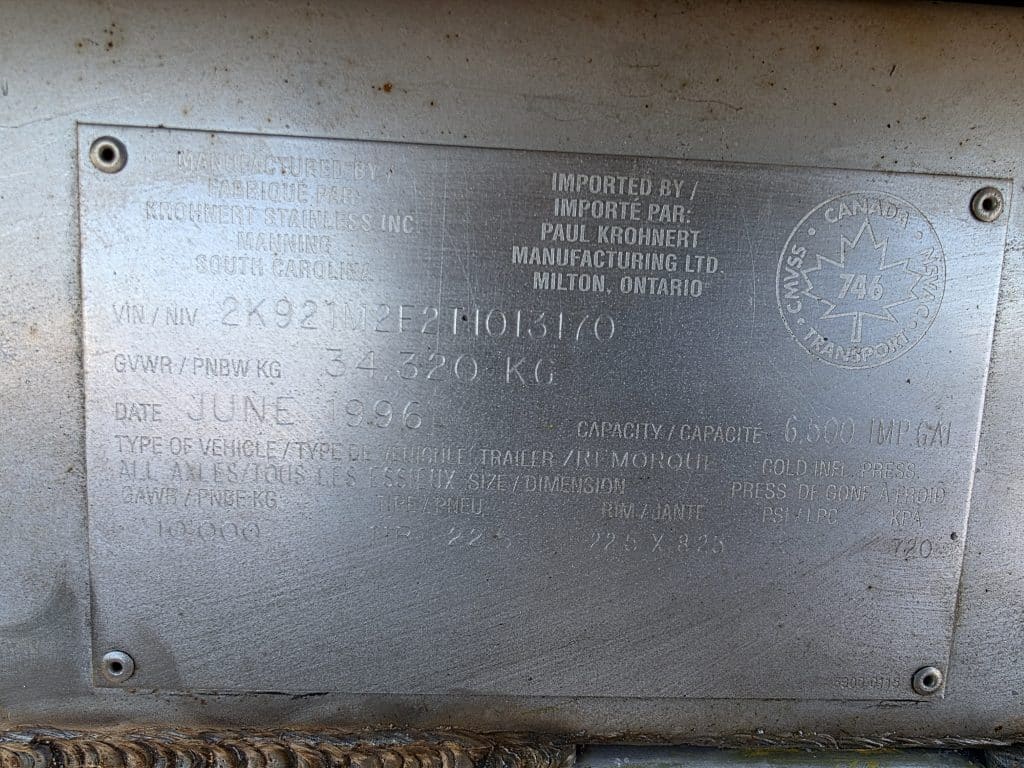 MANUFACTURED BY /
FABRIQUÉ PAR:
KROHNERT STAINLESS INC
MANNING
SOUTH CAROLINA
IMPORTED BY /
IMPORTÉ PAR:
PAUL KROHNERT
MANUFACTURING LTD.
MILTON, ONTARIO
CANADA
CMVSS · NSVAC
746
TRANSPORT
VIN / NIV 2K921M2E2T1013170
GVWR / PNBW KG 34,320 KG
DATE JUNE 1996
CAPACITY / CAPACITÉ 6,500 IMP GAL
TYPE OF VEHICLE / TYPE DE VEHICULE TRAILER / REMORQUE
COLD INFL. PRESS.
ALL AXLES/TOUS LES ESSIEUX SIZE / DIMENSION
PRESS. DE GONF. A FROID
GAWR / PNBE-KG TIRE / PNEU RIM / JANTE PSI / LPC KPA
10,000 22.5 22.5 X 8.25 720